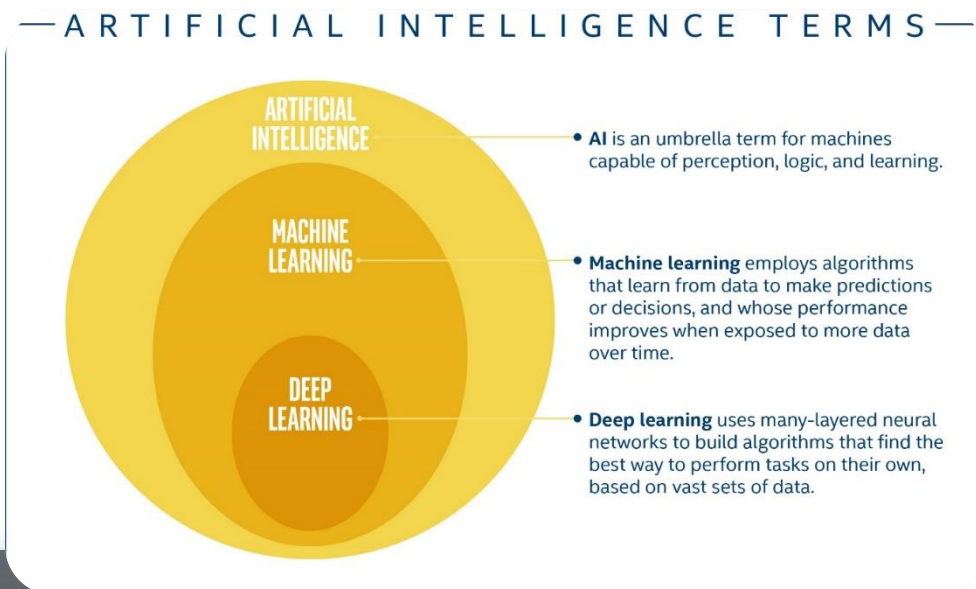 ARTIFICIAL INTELLIGENCE TERMS
ARTIFICIAL
INTELLIGENCE
• AI is an umbrella term for machines
capable of perception, logic, and learning.
MACHINE
LEARNING
• Machine learning employs algorithms
that learn from data to make predictions
or decisions, and whose performance
improves when exposed to more data
over time.
DEEP
LEARNING
• Deep learning uses many-layered neural
networks to build algorithms that find the
best way to perform tasks on their own,
based on vast sets of data.